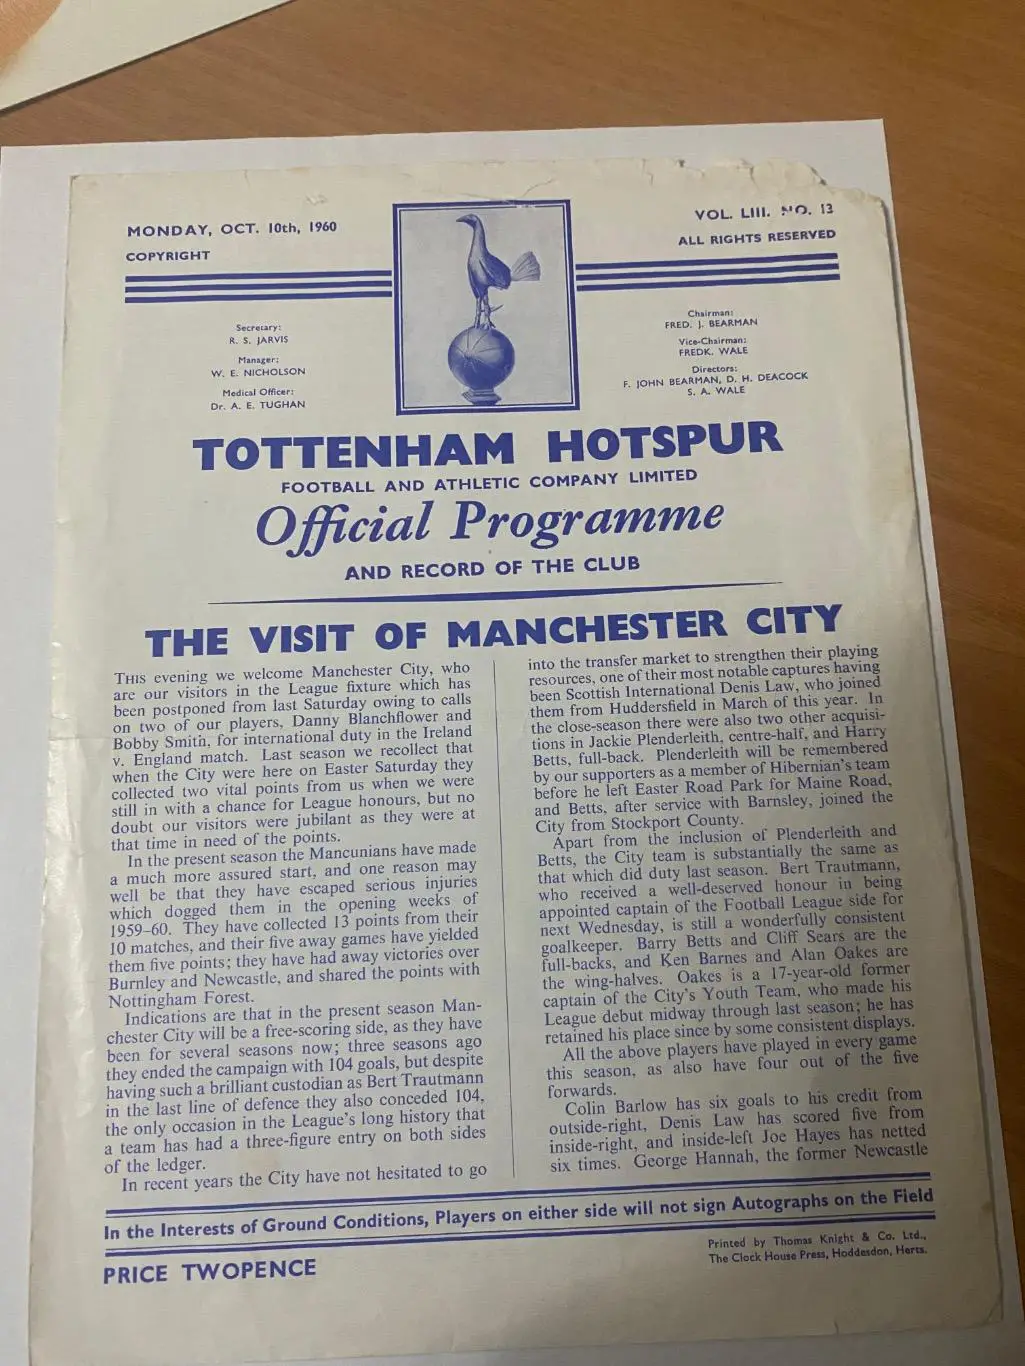 MONDAY, OCT. 10th, 1960
COPYRIGHT
VOL. LIII. NO. 13
ALL RIGHTS RESERVED
Secretary:
R. S. JARVIS
Manager:
W. E. NICHOLSON
Medical Officer:
Dr. A. E. TUGHAN
Chairman:
FRED. J. BEARMAN
Vice-Chairman:
FREDK. WALE
Directors:
F. JOHN BEARMAN, D. H. DEACOCK
S. A. WALE
TOTTENHAM HOTSPUR
FOOTBALL AND ATHLETIC COMPANY LIMITED
Official Programme
AND RECORD OF THE CLUB
THE VISIT OF MANCHESTER CITY
THIS evening we welcome Manchester City, who
are our visitors in the League fixture which has
been postponed from last Saturday owing to calls
on two of our players, Danny Blanchflower and
Bobby Smith, for international duty in the Ireland
v. England match. Last season we recollect that
when the City were here on Easter Saturday they
collected two vital points from us when we were
still in with a chance for League honours, but no
doubt our visitors were jubilant as they were at
that time in need of the points.
In the present season the Mancunians have made
a much more assured start, and one reason may
well be that they have escaped serious injuries
which dogged them in the opening weeks of
1959-60. They have collected 13 points from their
10 matches, and their five away games have yielded
them five points; they have had away victories over
Burnley and Newcastle, and shared the points with
Nottingham Forest.
Indications are that in the present season Man-
chester City will be a free-scoring side, as they have
been for several seasons now; three seasons ago
they ended the campaign with 104 goals, but despite
having such a brilliant custodian as Bert Trautmann
in the last line of defence they also conceded 104,
the only occasion in the League's long history that
a team has had a three-figure entry on both sides
of the ledger.
In recent years the City have not hesitated to go
into the transfer market to strengthen their playing
resources, one of their most notable captures having
been Scottish International Denis Law, who joined
them from Huddersfield in March of this year. In
the close-season there were also two other acquisi-
tions in Jackie Plenderleith, centre-half, and Harry
Betts, full-back. Plenderleith will be remembered
by our supporters as a member of Hibernian's team
before he left Easter Road Park for Maine Road,
and Betts, after service with Barnsley, joined the
City from Stockport County.
Apart from the inclusion of Plenderleith and
Betts, the City team is substantially the same as
that which did duty last season. Bert Trautmann,
who received a well-deserved honour in being
appointed captain of the Football League side for
next Wednesday, is still a wonderfully consistent
goalkeeper. Barry Betts and Cliff Sears are the
full-backs, and Ken Barnes and Alan Oakes are
the wing-halves. Oakes is a 17-year-old former
captain of the City's Youth Team, who made his
League debut midway through last season; he has
retained his place since by some consistent displays.
All the above players have played in every game
this season, as also have four out of the five
forwards.
Colin Barlow has six goals to his credit from
outside-right, Denis Law has scored five from
inside-right, and inside-left Joe Hayes has netted
six times. George Hannah, the former Newcastle
In the Interests of Ground Conditions, Players on either side will not sign Autographs on the Field
PRICE TWOPENCE
Printed by Thomas Knight & Co. Ltd.,
The Clock House Press, Hoddesdon, Herts.